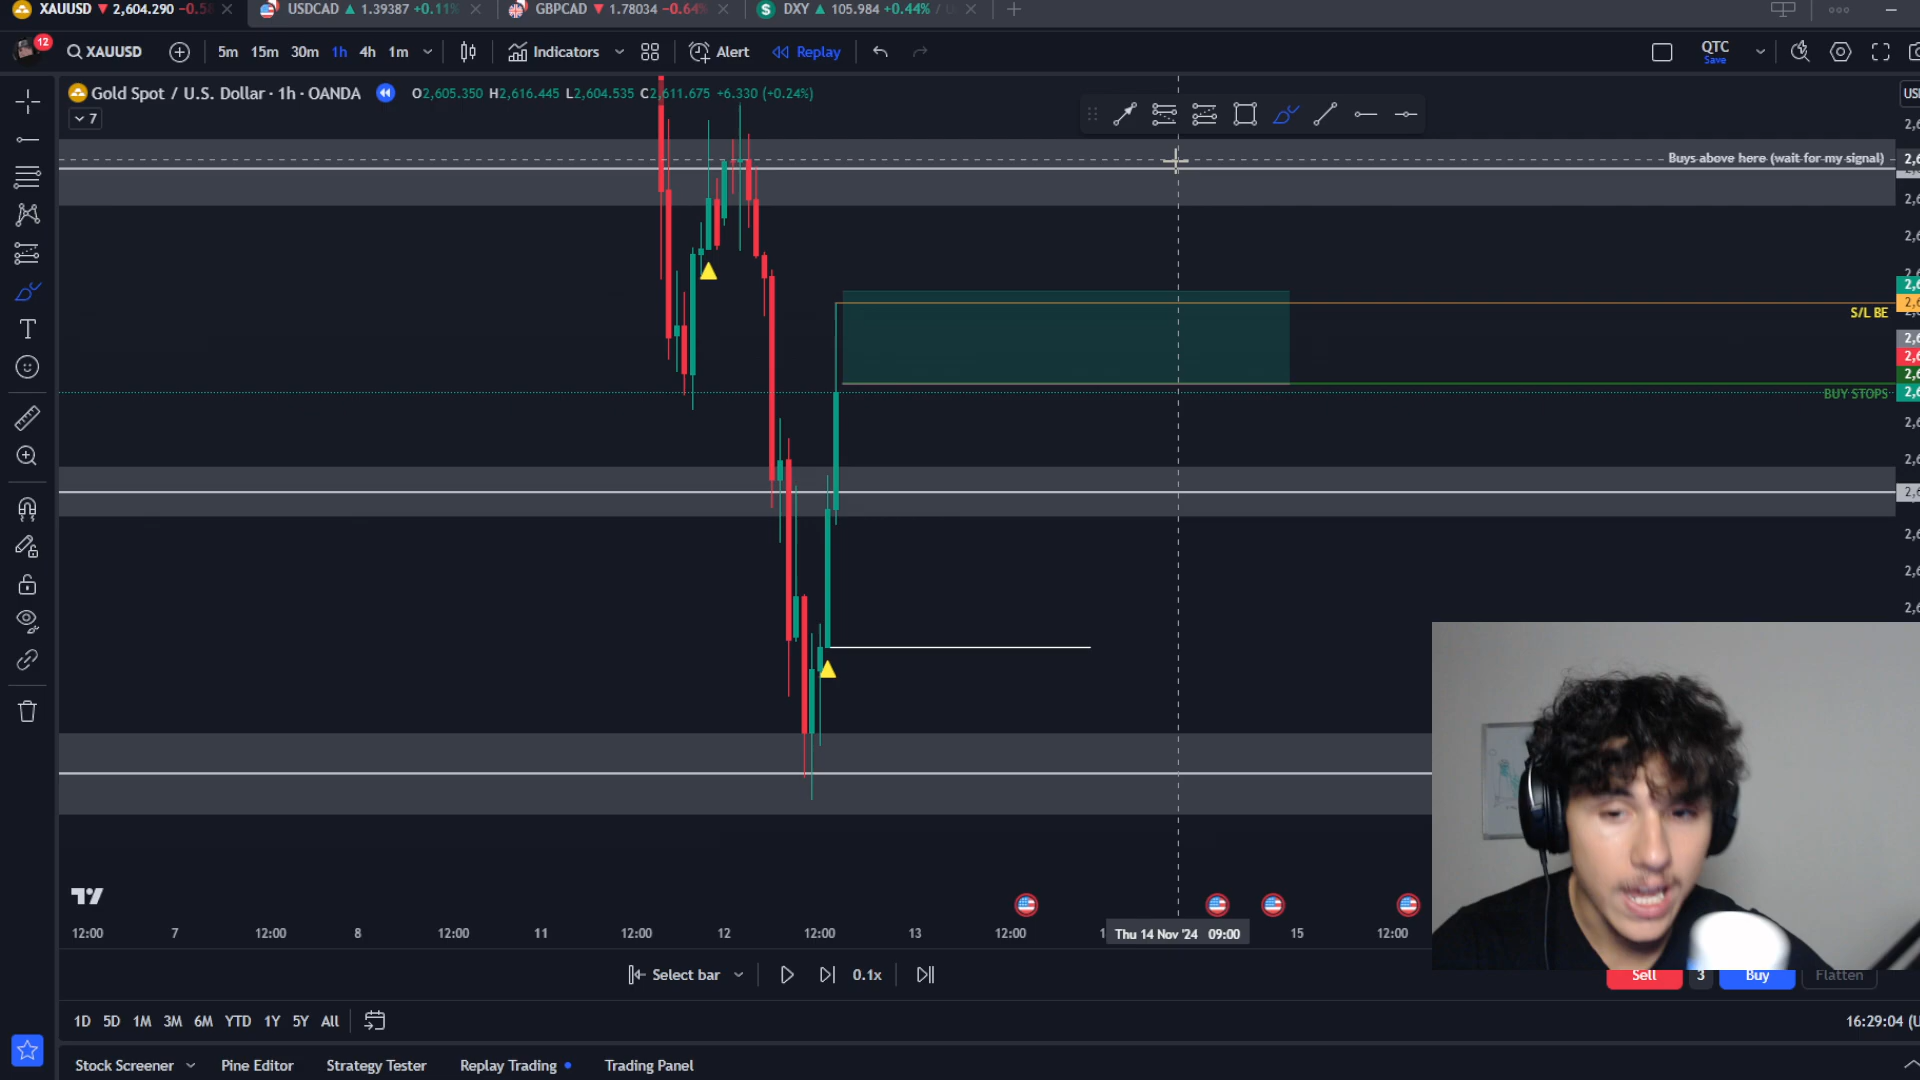 XAUUSD ▼ 2,604.290
USDCAD ▲ 1.39387 +0.11%
GBPCAD ▼ 1.78034 -0.64%
DXY ▲ 105.984 +0.44%
12
XAUUSD
5m 15m 30m 1h 4h 1m
Indicators
Alert
Replay
QTC
Save
Gold Spot / U.S. Dollar · 1h · OANDA
O2,605.350 H2,616.445 L2,604.535 C2,611.675 +6.330 (+0.24%)
7
Buys above here (wait for my signal)
S/L BE
BUY STOPS
12:00 7 12:00 8 12:00 11 12:00 12 12:00 13 12:00 Thu 14 Nov '24 09:00 15 12:00
Select bar
0.1x
Sell 3 Buy Flatten
1D 5D 1M 3M 6M YTD 1Y 5Y All
16:29:04
Stock Screener
Pine Editor
Strategy Tester
Replay Trading
Trading Panel